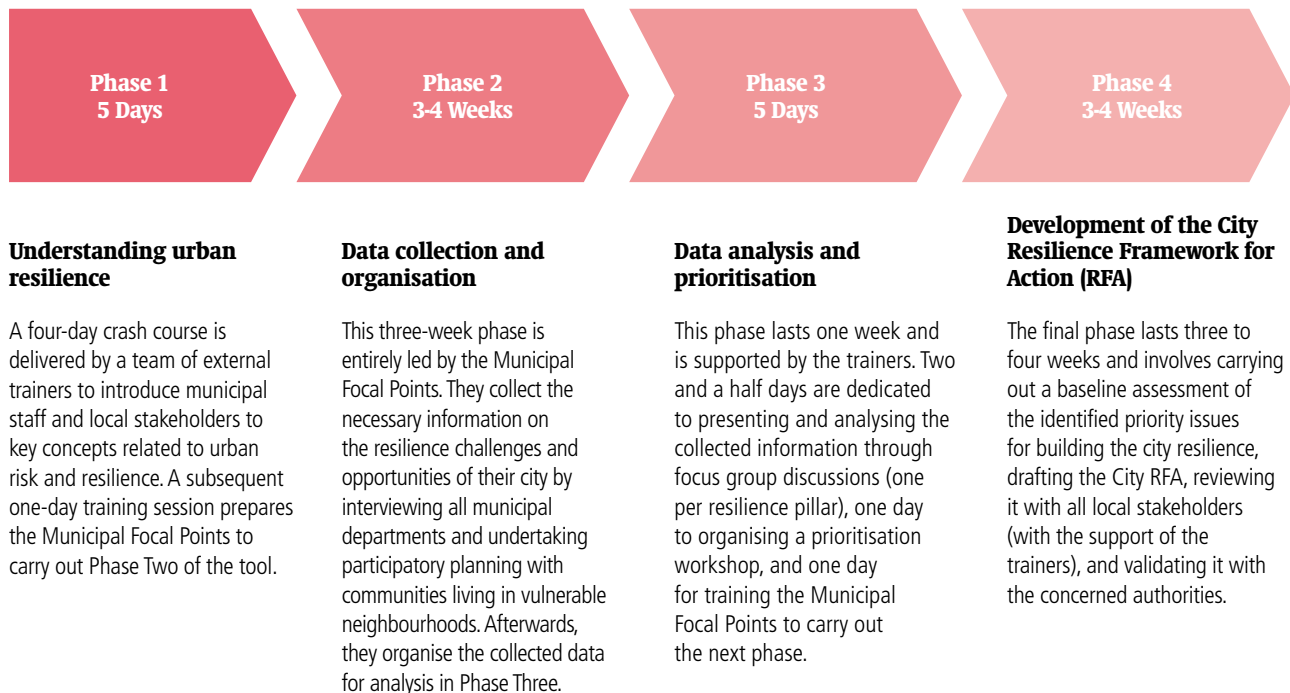 Phase 1
5 Days
Phase 2
3-4 Weeks
Phase 3
5 Days
Phase 4
3-4 Weeks
Understanding urban
resilience
A four-day crash course is
delivered by a team of external
trainers to introduce municipal
staff and local stakeholders to
key concepts related to urban
risk and resilience. A subsequent
one-day training session prepares
the Municipal Focal Points to
carry out Phase Two of the tool.
Data collection and
organisation
This three-week phase is
entirely led by the Municipal
Focal Points. They collect the
necessary information on
the resilience challenges and
opportunities of their city by
interviewing all municipal
departments and undertaking
participatory planning with
communities living in vulnerable
neighbourhoods. Afterwards,
they organise the collected data
for analysis in Phase Three.
Data analysis and
prioritisation
This phase lasts one week and
is supported by the trainers. Two
and a half days are dedicated
to presenting and analysing the
collected information through
focus group discussions (one
per resilience pillar), one day
to organising a prioritisation
workshop, and one day
for training the Municipal
Focal Points to carry out
the next phase.
Development of the City
Resilience Framework for
Action (RFA)
The final phase lasts three to
four weeks and involves carrying
out a baseline assessment of
the identified priority issues
for building the city resilience,
drafting the City RFA, reviewing
it with all local stakeholders
(with the support of the
trainers), and validating it with
the concerned authorities.